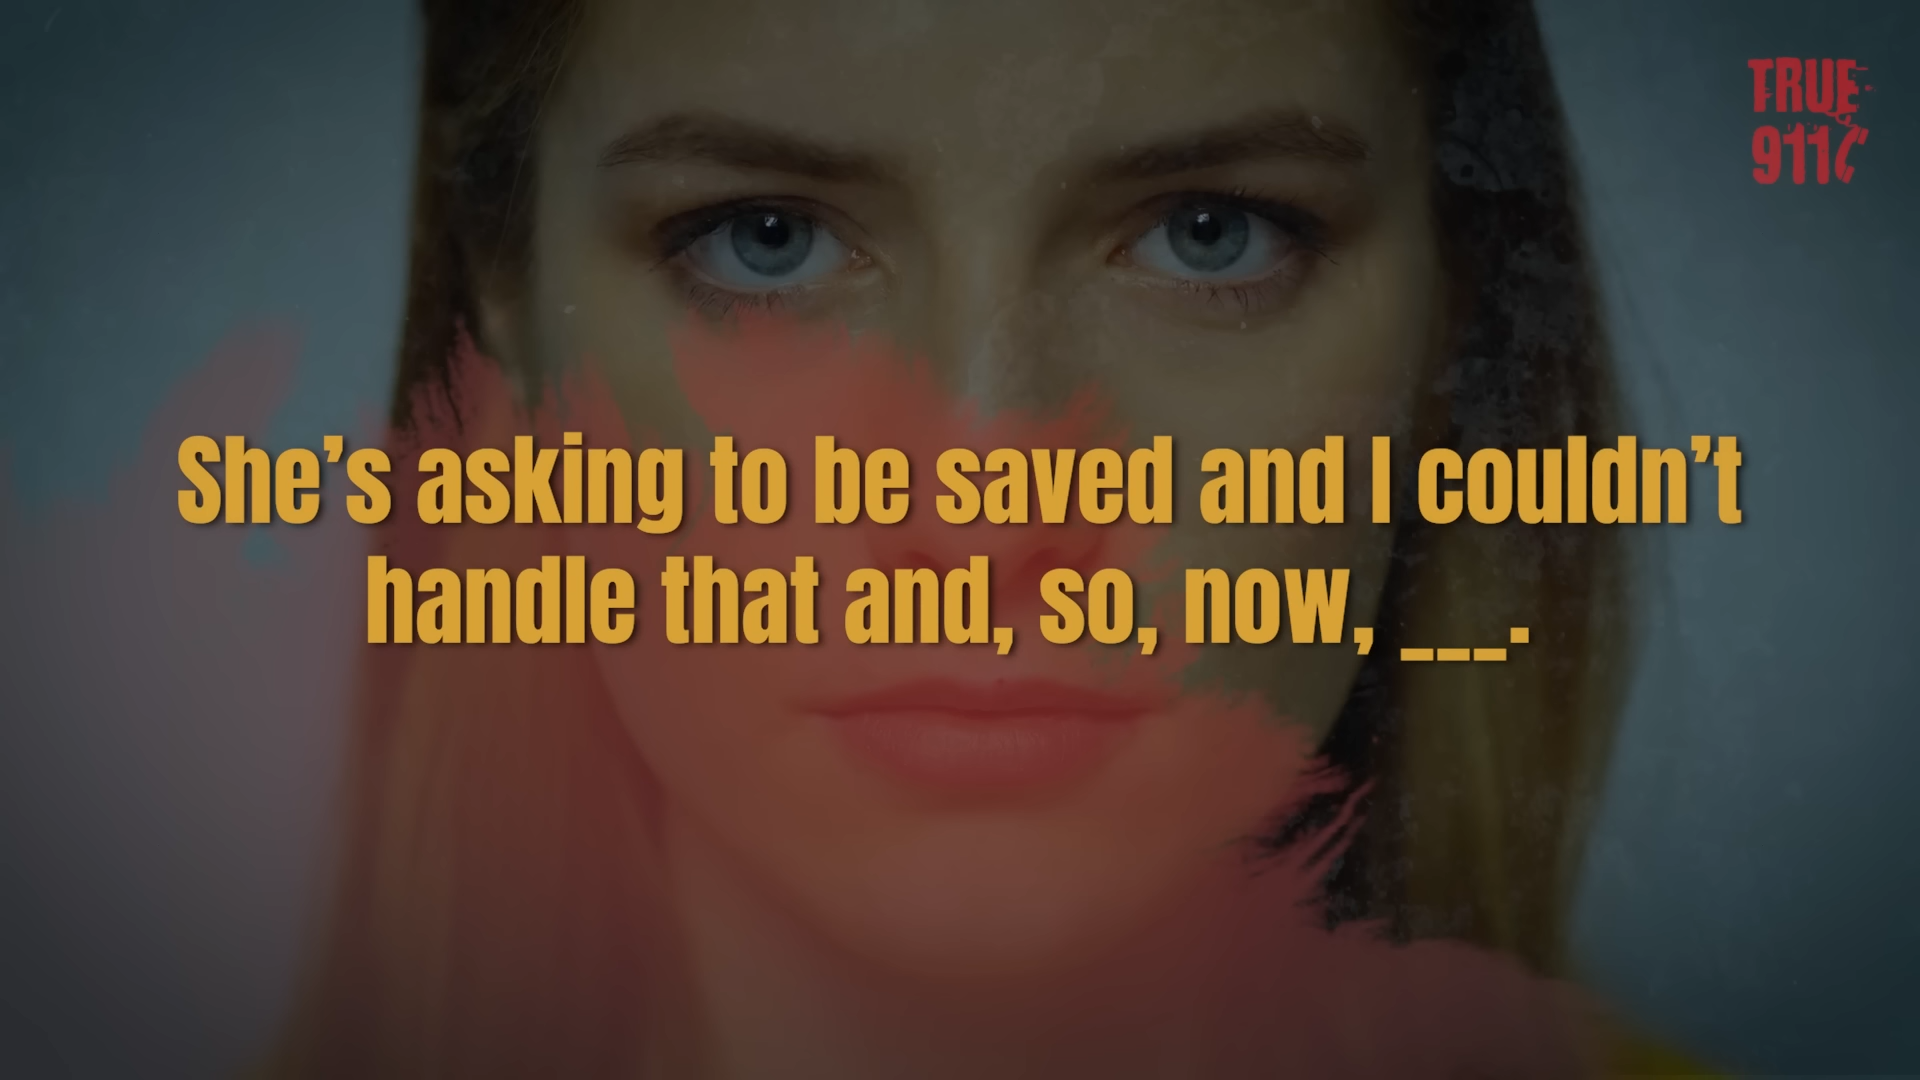 TRUE
911
She’s asking to be saved and I couldn’t
handle that and, so, now, ___.